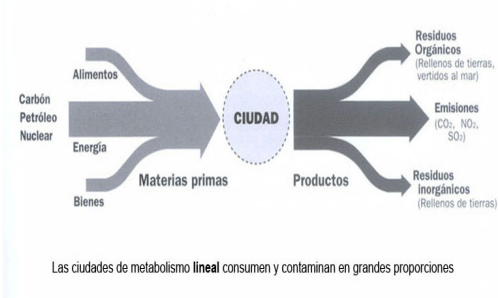 Residuos
Orgánicos
(Rellenos de tierras,
vertidos al mar)
Alimentos
Carbón
Petróleo
Nuclear
CIUDAD
Emisiones
(CO₂, NO₂,
SO₂)
Energía
Materias primas
Productos
Residuos
inorgánicos
(Rellenos de tierras)
Bienes
Las ciudades de metabolismo lineal consumen y contaminan en grandes proporciones